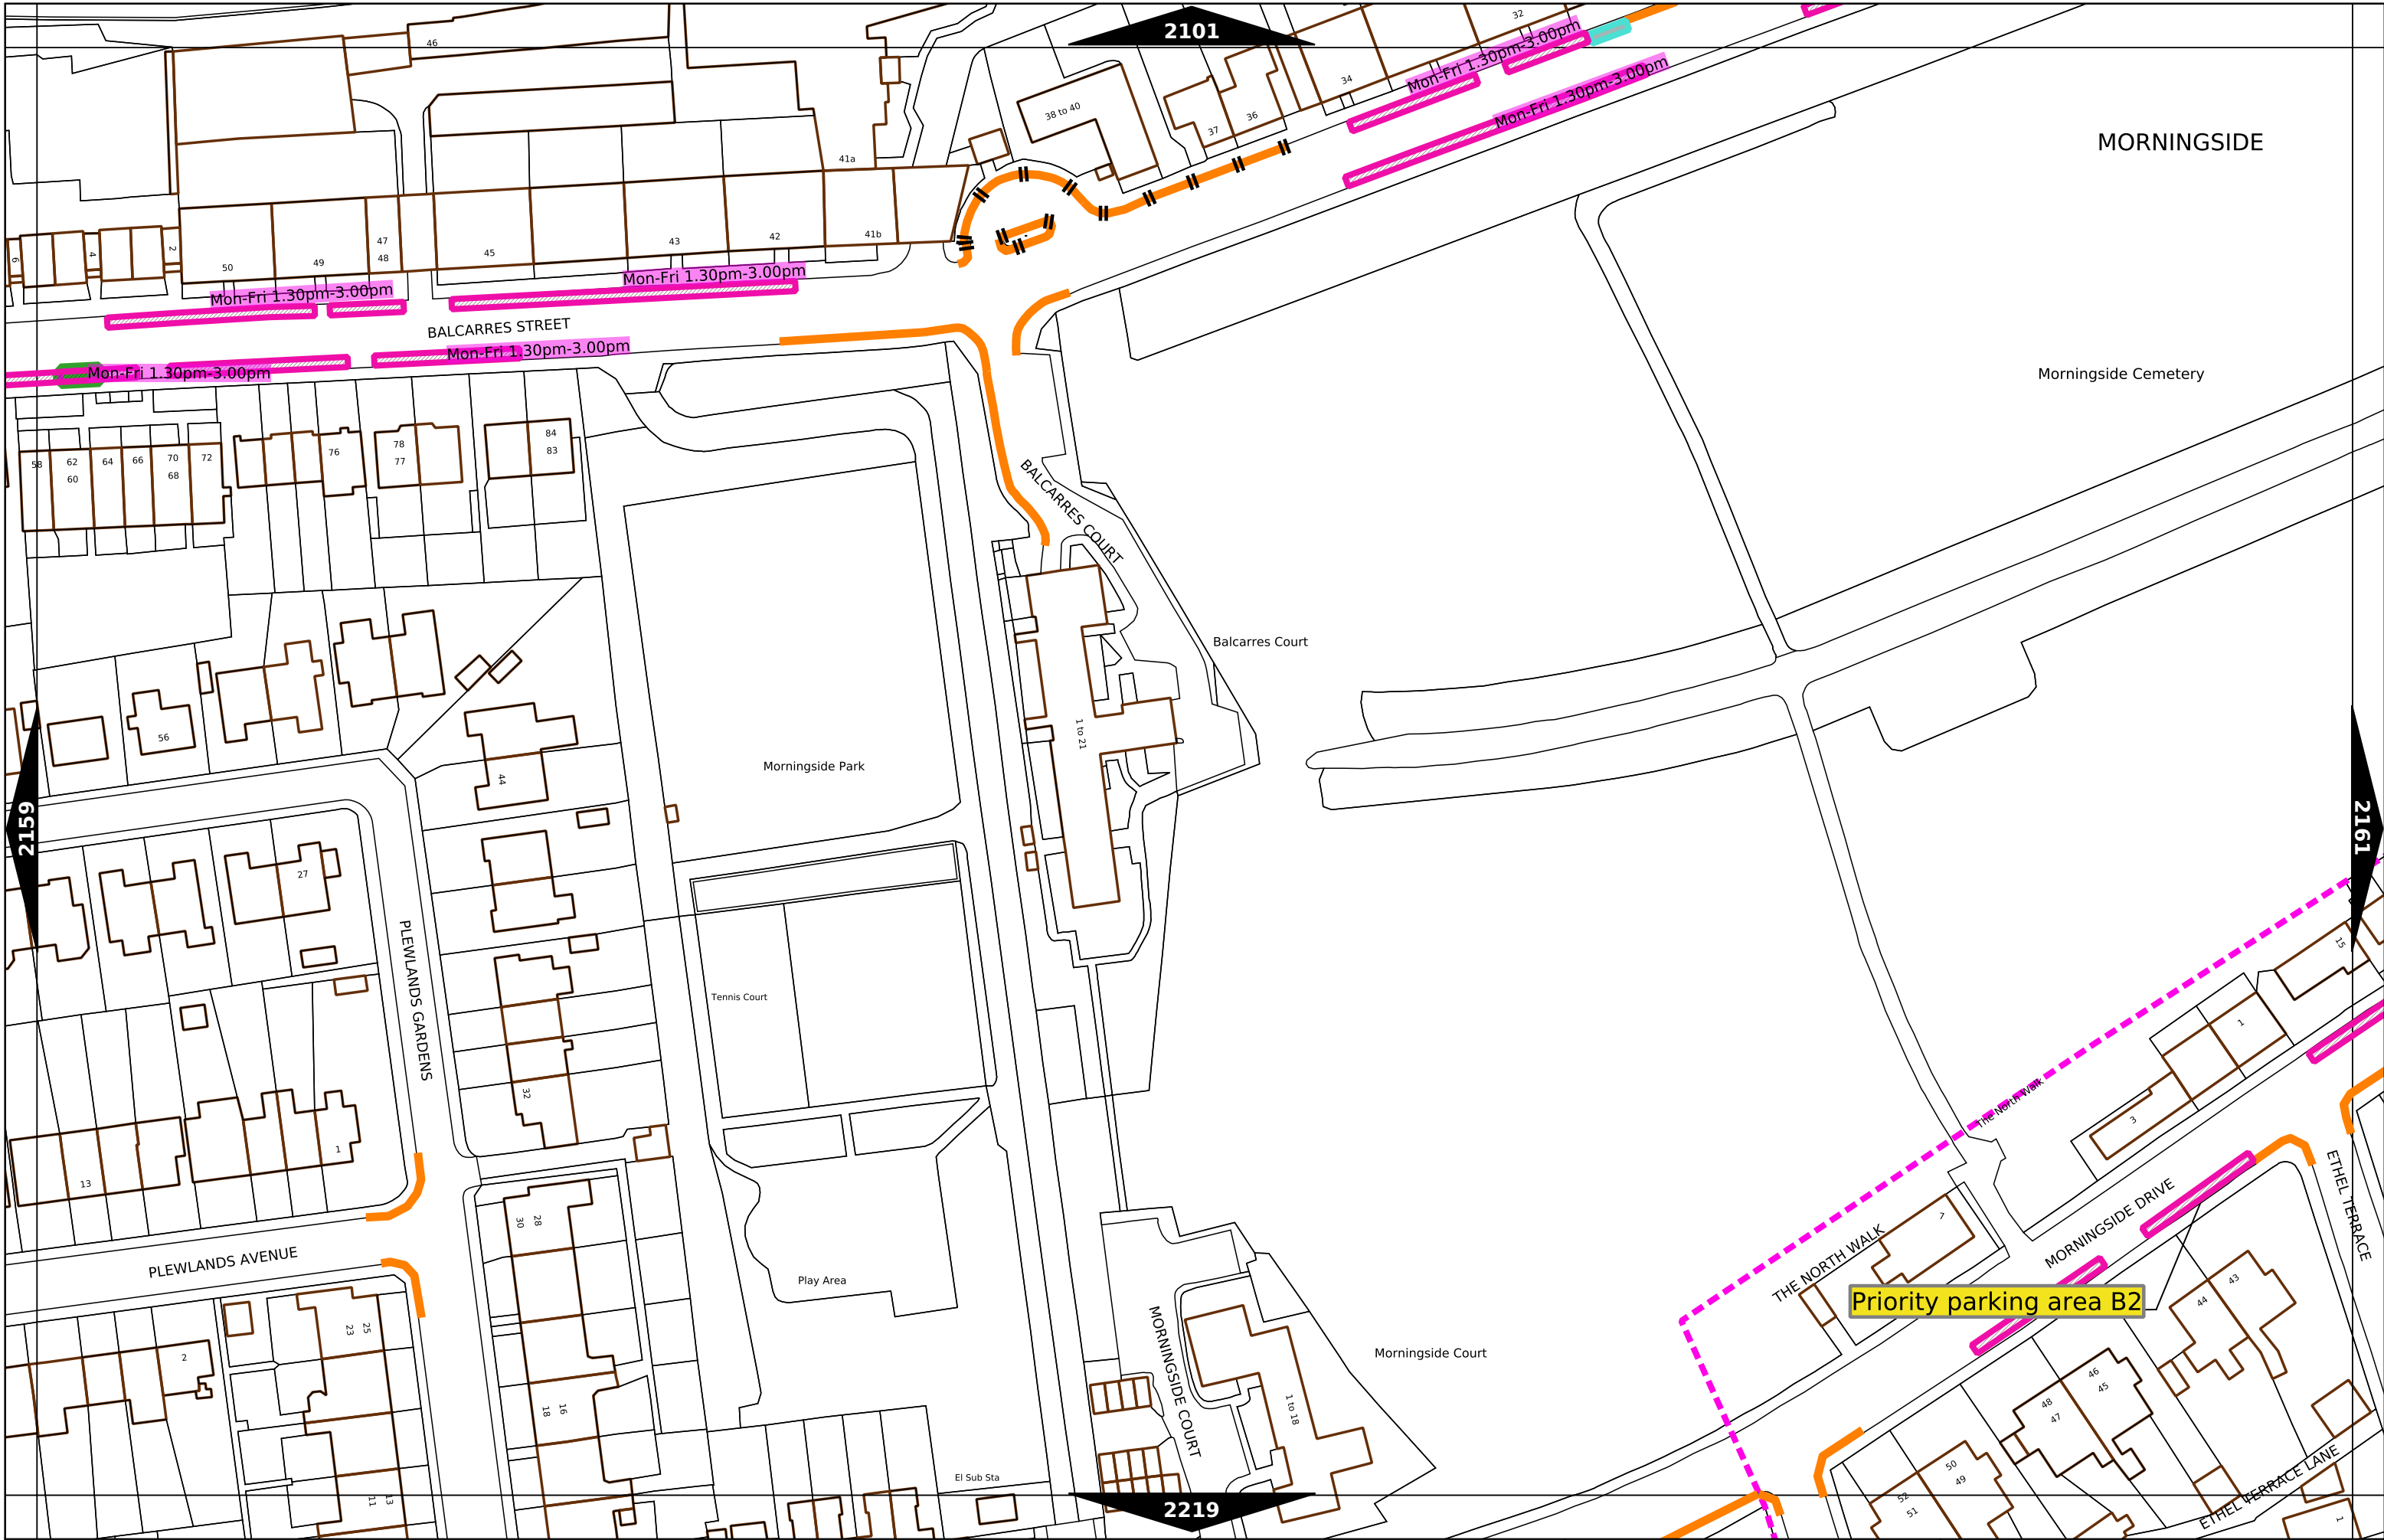 2101
46
32
Mon-Fri 1.30pm-3.00pm
34
Mon-Fri 1.30pm-3.00pm
38 to 40
36
37
MORNINGSIDE
41a
6
4
2
50
49
47
48
45
43
42
41b
Mon-Fri 1.30pm-3.00pm
Mon-Fri 1.30pm-3.00pm
BALCARRES STREET
Mon-Fri 1.30pm-3.00pm
Mon-Fri 1.30pm-3.00pm
Morningside Cemetery
58
62
60
64
66
70
68
72
76
78
77
84
83
BALCARRES COURT
Balcarres Court
56
44
1 to 21
Morningside Park
2159
2161
27
PLEWLANDS GARDENS
Tennis Court
15
1
3
The North Walk
32
1
13
30
28
7
MORNINGSIDE DRIVE
ETHEL TERRACE
THE NORTH WALK
PLEWLANDS AVENUE
Play Area
Priority parking area B2
43
44
23
25
2
MORNINGSIDE COURT
Morningside Court
1 to 18
18
16
46
45
48
47
50
49
52
51
El Sub Sta
11
13
ETHEL TERRACE LANE
1
2219